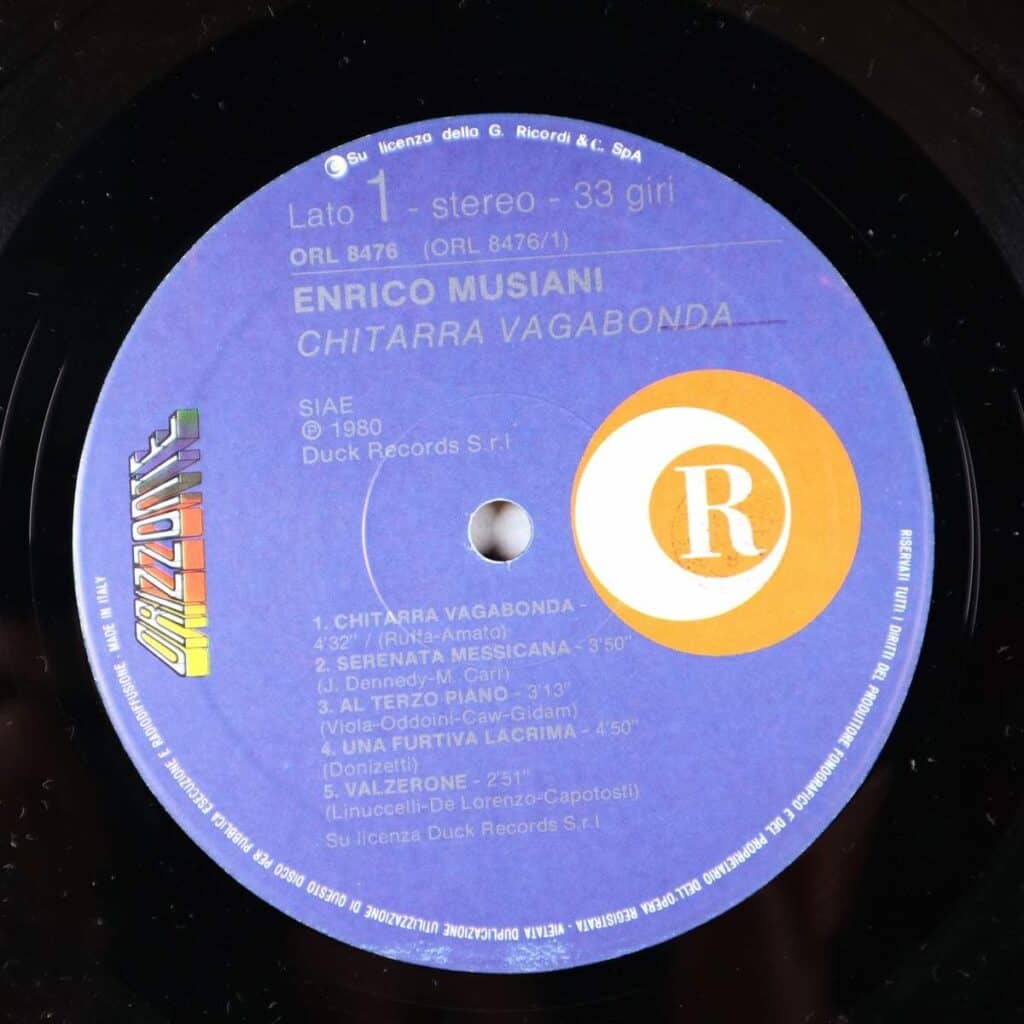 Su licenza della G. Ricordi & C. SpA
Lato 1 - stereo - 33 giri
ORL 8476 (ORL 8476/1)
ENRICO MUSIANI
CHITARRA VAGABONDA
SIAE
℗ 1980
Duck Records S.r.l
ORIZZONTE
R
1. CHITARRA VAGABONDA -
4'32" / (Ruffa-Amato)
2. SERENATA MESSICANA - 3'50"
(J. Dennedy-M. Cari)
3. AL TERZO PIANO - 3'13"
(Viola-Oddoini-Caw-Gidam)
4. UNA FURTIVA LACRIMA - 4'50"
(Donizetti)
5. VALZERONE - 2'51"
(Linuccelli-De Lorenzo-Capotosti)
Su licenza Duck Records S.r.l
RISERVATI TUTTI I DIRITTI DEL PRODUTTORE FONOGRAFICO E DEL PROPRIETARIO DELL'OPERA REGISTRATA - VIETATA DUPLICAZIONE UTILIZZAZIONE DI QUESTO DISCO PER PUBBLICA ESECUZIONE E RADIODIFFUSIONE - MADE IN ITALY